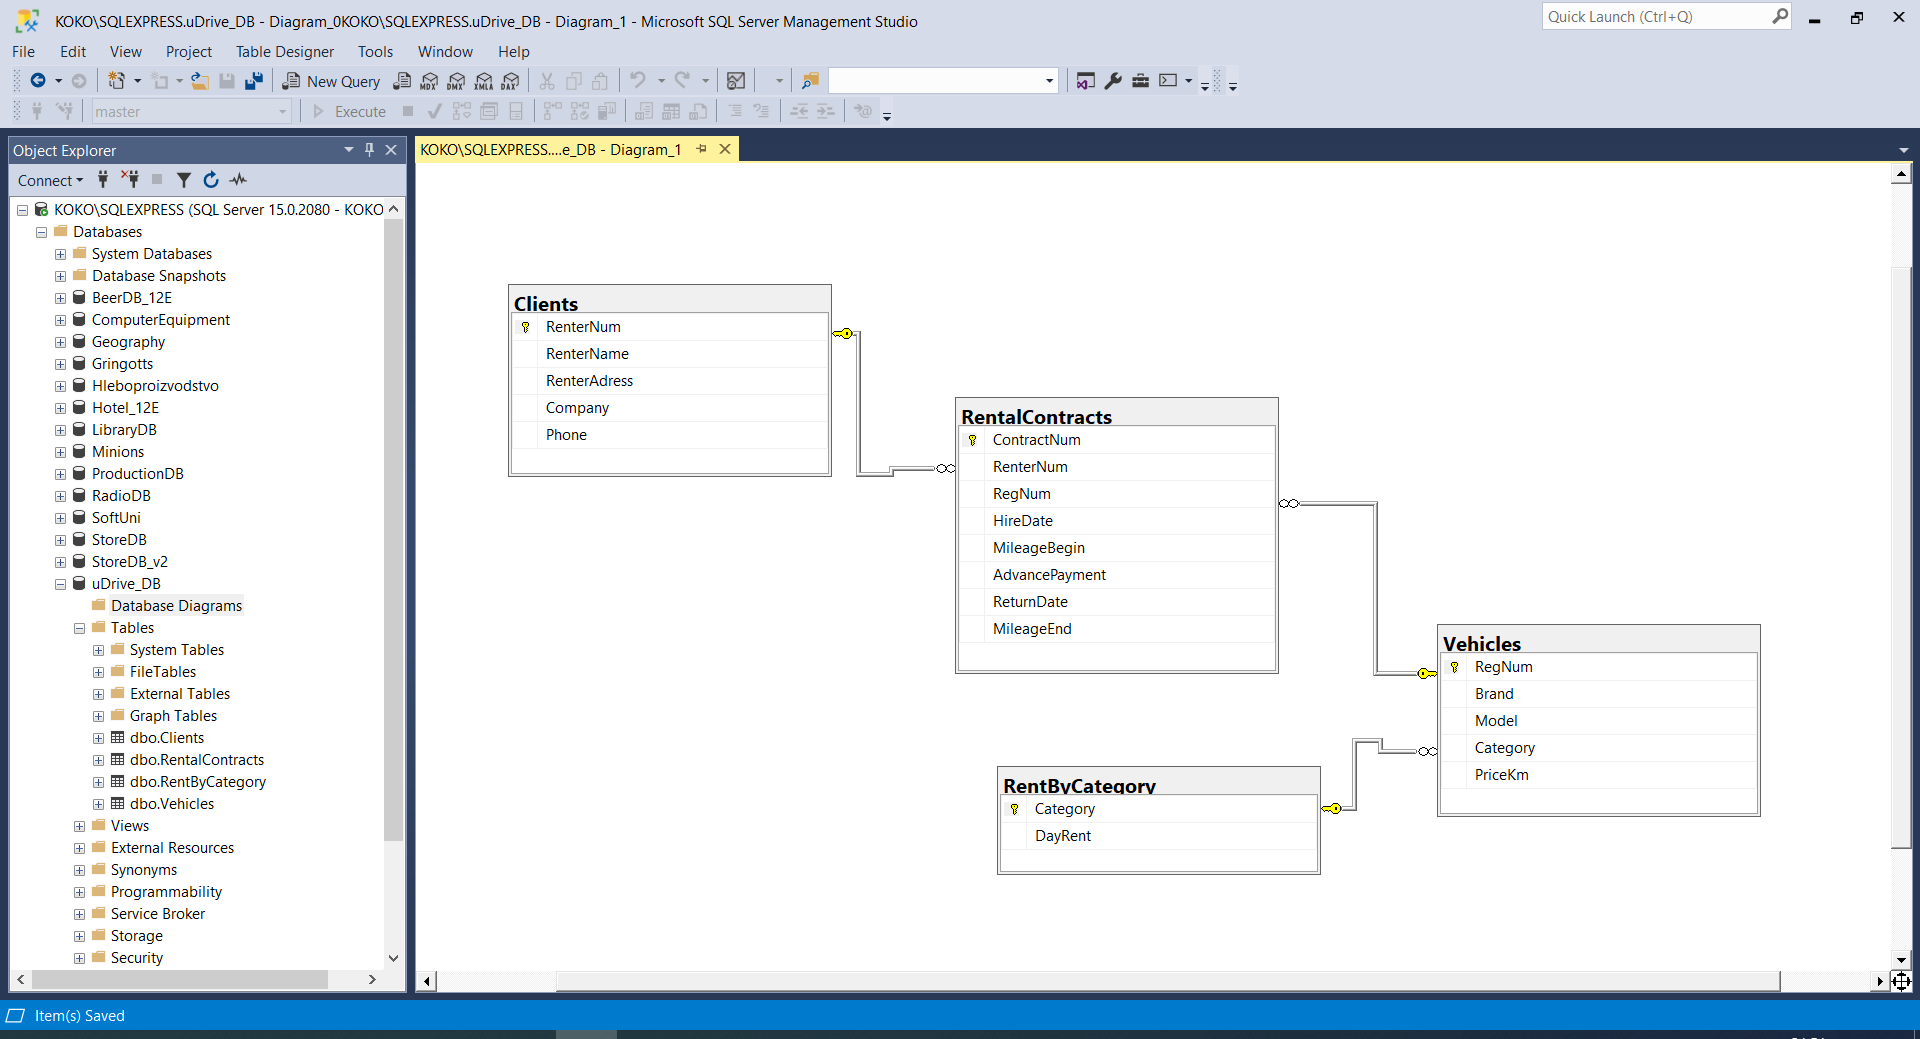 KOKO\SQLEXPRESS.uDrive_DB - Diagram_0KOKO\SQLEXPRESS.uDrive_DB - Diagram_1 - Microsoft SQL Server Management Studio
Quick Launch (Ctrl+Q)
File Edit View Project Table Designer Tools Window Help
New Query MDX DMX XMLA DAX
master Execute
Object Explorer
KOKO\SQLEXPRESS....e_DB - Diagram_1
Connect
KOKO\SQLEXPRESS (SQL Server 15.0.2080 - KOKO
Databases
System Databases
Database Snapshots
BeerDB_12E
ComputerEquipment
Geography
Gringotts
Hleboproizvodstvo
Hotel_12E
LibraryDB
Minions
ProductionDB
RadioDB
SoftUni
StoreDB
StoreDB_v2
uDrive_DB
Database Diagrams
Tables
System Tables
FileTables
External Tables
Graph Tables
dbo.Clients
dbo.RentalContracts
dbo.RentByCategory
dbo.Vehicles
Views
External Resources
Synonyms
Programmability
Service Broker
Storage
Security
Clients
RenterNum
RenterName
RenterAdress
Company
Phone
RentalContracts
ContractNum
RenterNum
RegNum
HireDate
MileageBegin
AdvancePayment
ReturnDate
MileageEnd
Vehicles
RegNum
Brand
Model
Category
PriceKm
RentByCategory
Category
DayRent
Item(s) Saved